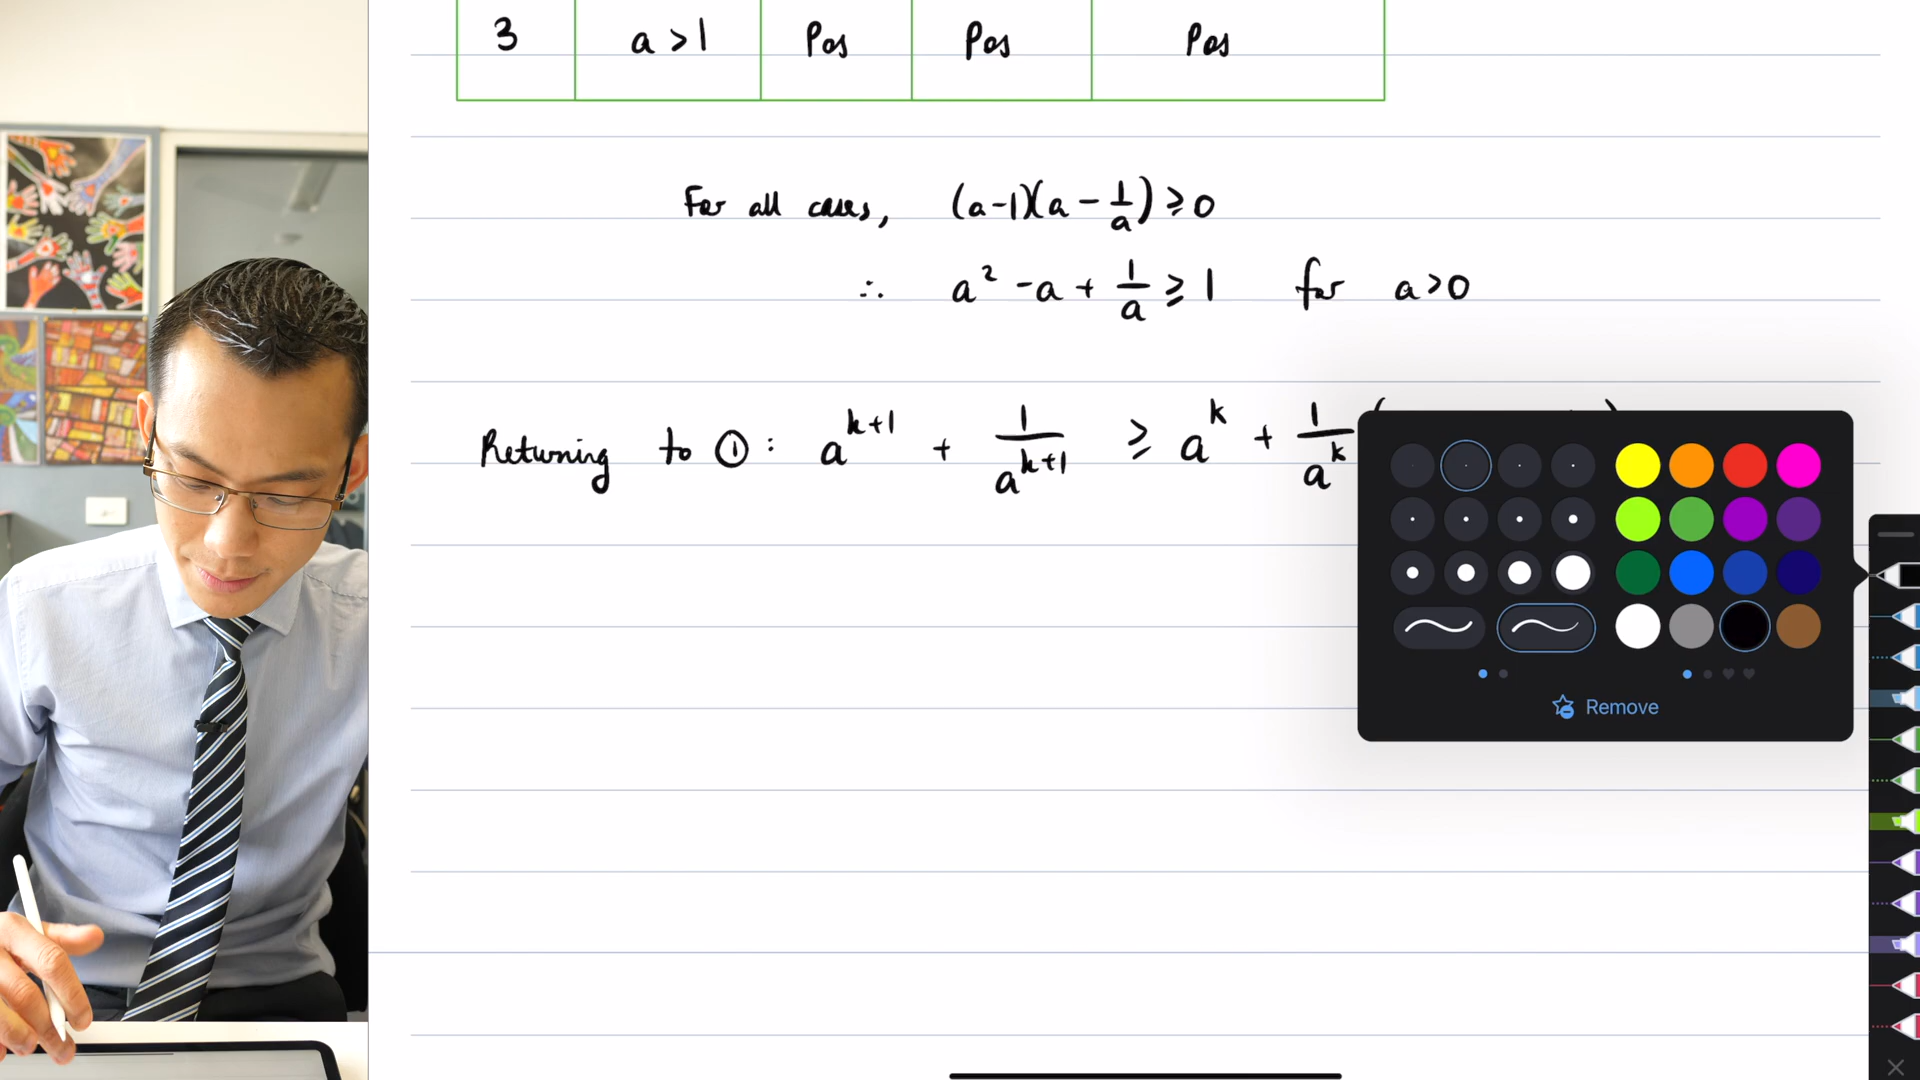 3 a > 1 Pos Pos Pos
For all cases, (a-1)(a - 1/a) ⩾ 0
∴ a² - a + 1/a ⩾ 1 for a > 0
Returning to ①: a^(k+1) + 1/a^(k+1) ⩾ a^k + 1/a^k (
Remove